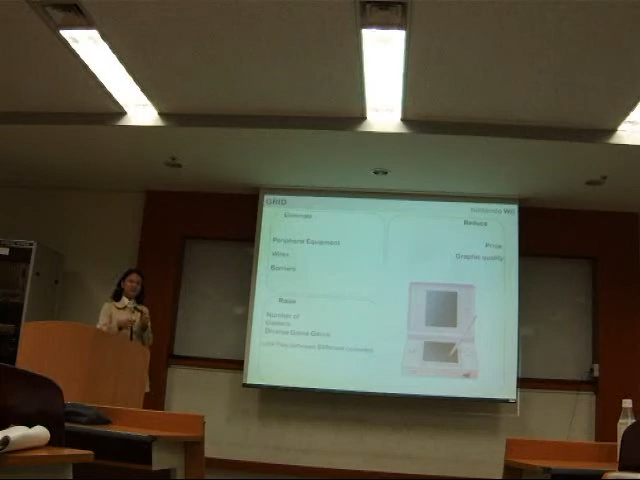 GRID
Nintendo Wii
Eliminate
Reduce
Peripheral Equipment
Price
Wires
Graphic quality
Barriers
Raise
Number of
Gamers
Diverse Game Genre